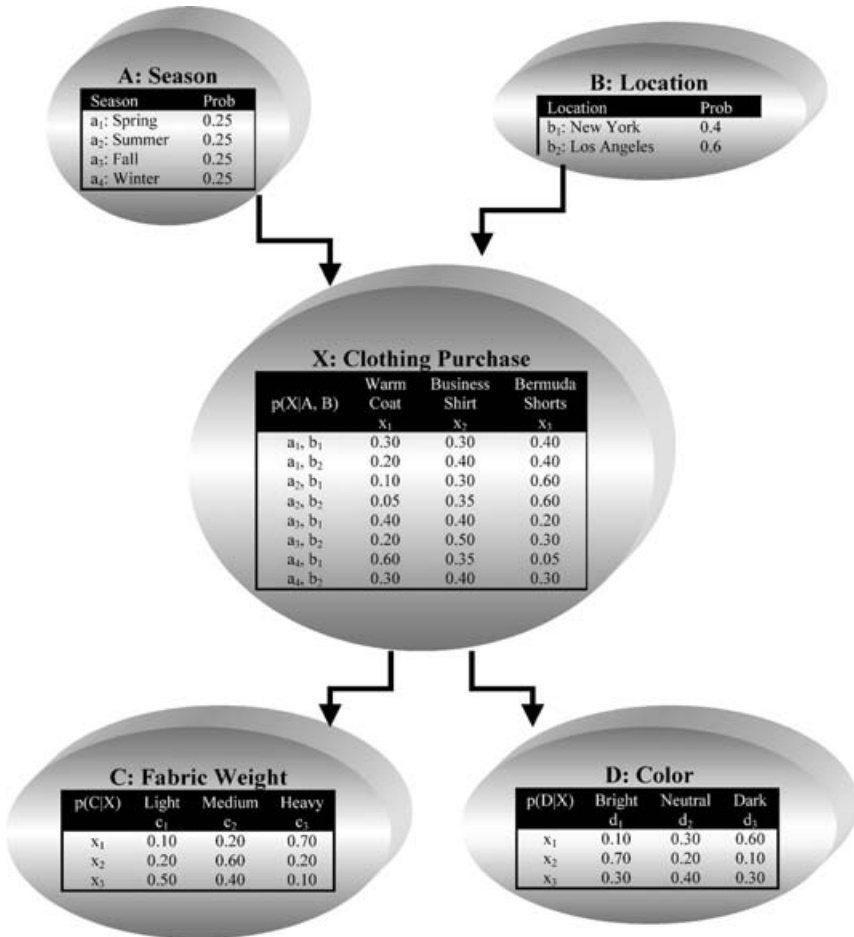 A: Season
Season Prob
a₁: Spring 0.25
a₂: Summer 0.25
a₃: Fall 0.25
a₄: Winter 0.25
B: Location
Location Prob
b₁: New York 0.4
b₂: Los Angeles 0.6
X: Clothing Purchase
Warm Business Bermuda
p(X|A, B) Coat Shirt Shorts
x₁ x₂ x₃
a₁, b₁ 0.30 0.30 0.40
a₁, b₂ 0.20 0.40 0.40
a₂, b₁ 0.10 0.30 0.60
a₂, b₂ 0.05 0.35 0.60
a₃, b₁ 0.40 0.40 0.20
a₃, b₂ 0.20 0.50 0.30
a₄, b₁ 0.60 0.35 0.05
a₄, b₂ 0.30 0.40 0.30
C: Fabric Weight
p(C|X) Light Medium Heavy
c₁ c₂ c₃
x₁ 0.10 0.20 0.70
x₂ 0.20 0.60 0.20
x₃ 0.50 0.40 0.10
D: Color
p(D|X) Bright Neutral Dark
d₁ d₂ d₃
x₁ 0.10 0.30 0.60
x₂ 0.70 0.20 0.10
x₃ 0.30 0.40 0.30